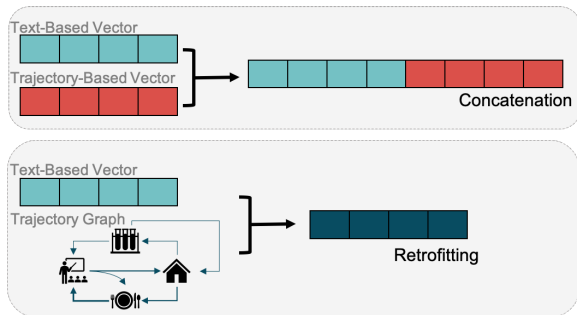 Text-Based Vector
Trajectory-Based Vector
Concatenation
Text-Based Vector
Trajectory Graph
Retrofitting